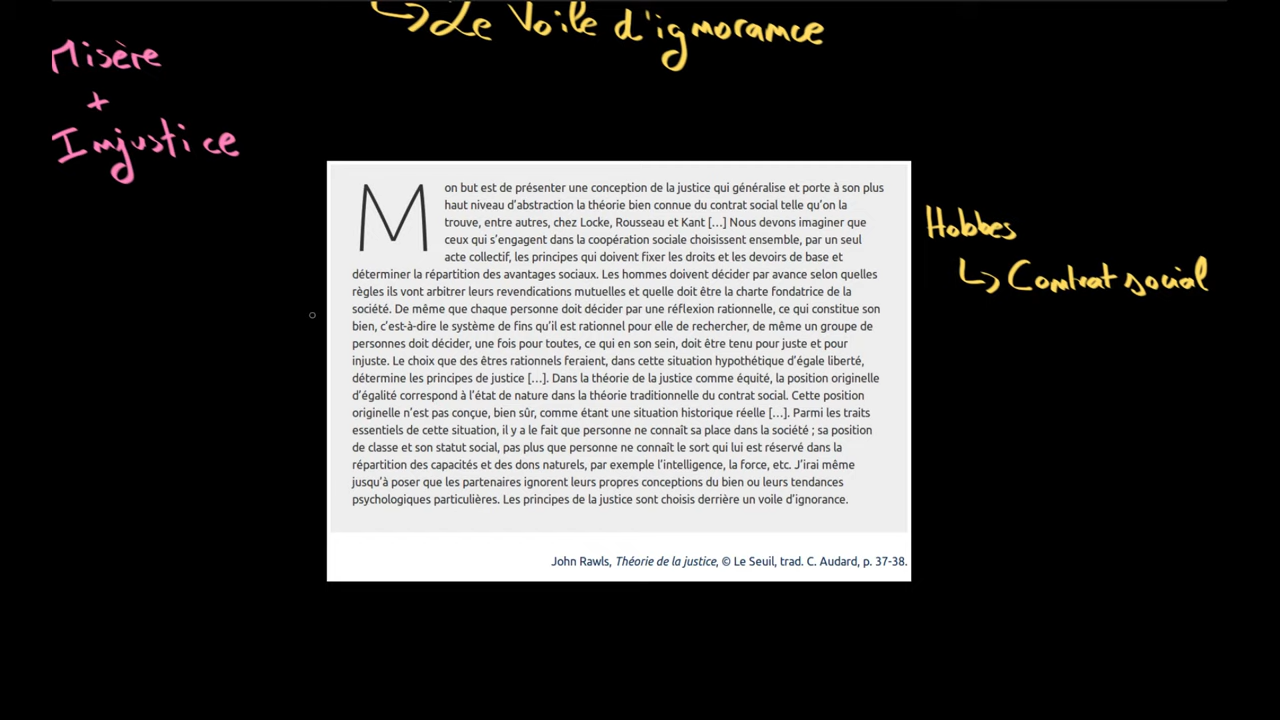 ↳ Le Voile d'ignorance
Misère
+
Injustice
Mon but est de présenter une conception de la justice qui généralise et porte à son plus
haut niveau d'abstraction la théorie bien connue du contrat social telle qu'on la
trouve, entre autres, chez Locke, Rousseau et Kant [...] Nous devons imaginer que
ceux qui s'engagent dans la coopération sociale choisissent ensemble, par un seul
acte collectif, les principes qui doivent fixer les droits et les devoirs de base et
déterminer la répartition des avantages sociaux. Les hommes doivent décider par avance selon quelles
règles ils vont arbitrer leurs revendications mutuelles et quelle doit être la charte fondatrice de la
société. De même que chaque personne doit décider par une réflexion rationnelle, ce qui constitue son
bien, c'est-à-dire le système de fins qu'il est rationnel pour elle de rechercher, de même un groupe de
personnes doit décider, une fois pour toutes, ce qui en son sein, doit être tenu pour juste et pour
injuste. Le choix que des êtres rationnels feraient, dans cette situation hypothétique d'égale liberté,
détermine les principes de justice [...]. Dans la théorie de la justice comme équité, la position originelle
d'égalité correspond à l'état de nature dans la théorie traditionnelle du contrat social. Cette position
originelle n'est pas conçue, bien sûr, comme étant une situation historique réelle [...]. Parmi les traits
essentiels de cette situation, il y a le fait que personne ne connaît sa place dans la société ; sa position
de classe et son statut social, pas plus que personne ne connaît le sort qui lui est réservé dans la
répartition des capacités et des dons naturels, par exemple l'intelligence, la force, etc. J'irai même
jusqu'à poser que les partenaires ignorent leurs propres conceptions du bien ou leurs tendances
psychologiques particulières. Les principes de la justice sont choisis derrière un voile d'ignorance.
John Rawls, Théorie de la justice, © Le Seuil, trad. C. Audard, p. 37-38.
Hobbes
↳ Contrat social